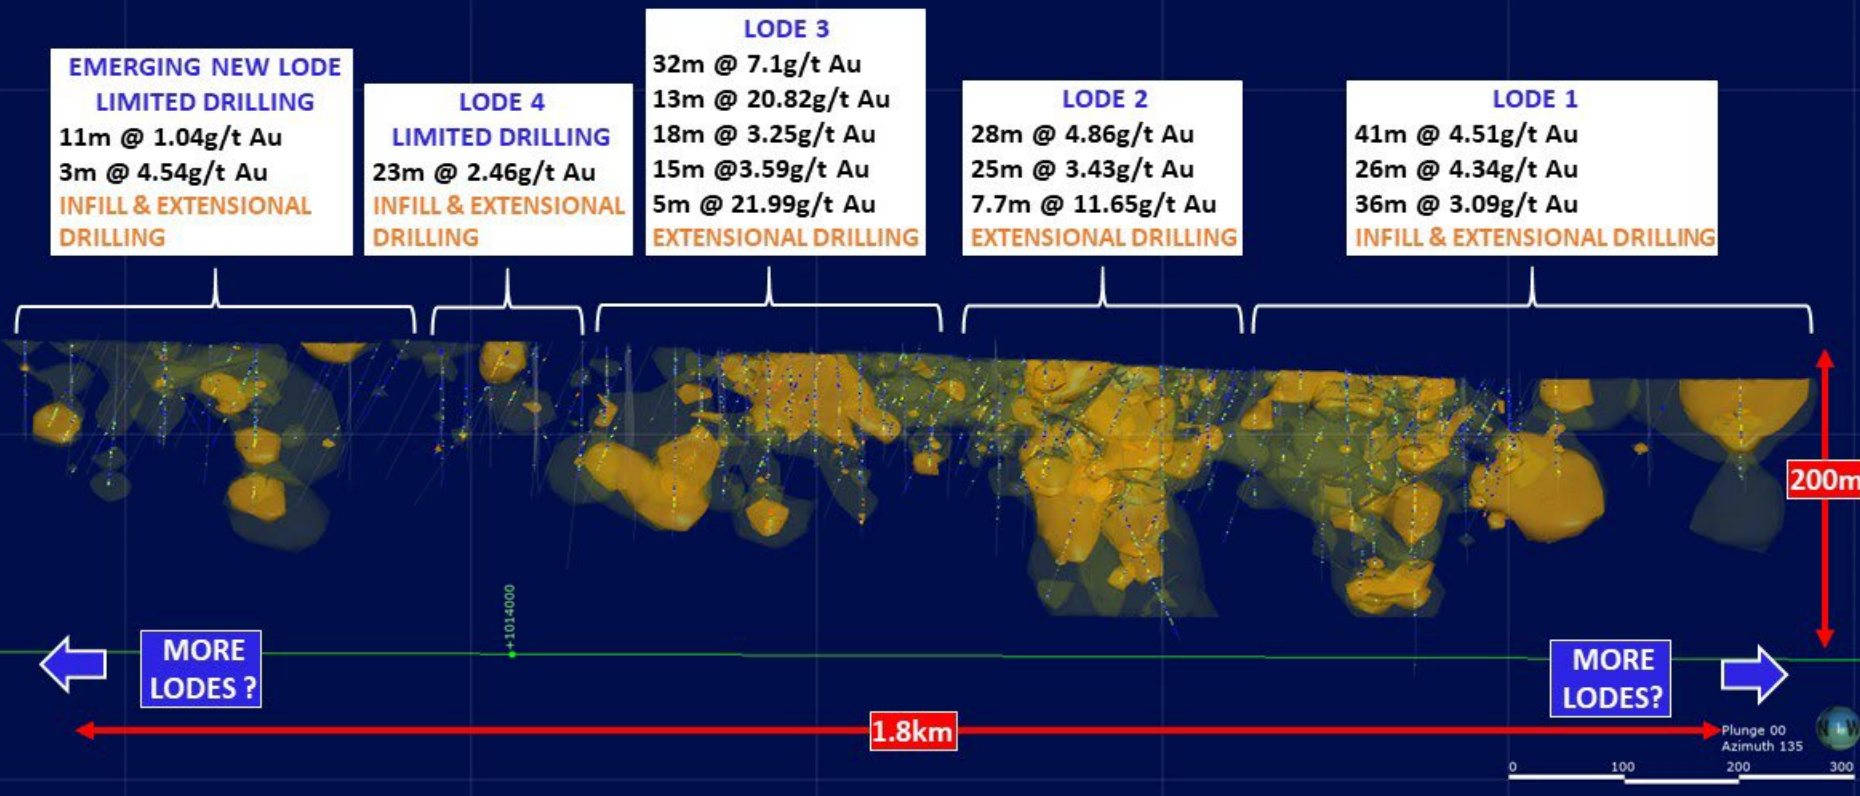 EMERGING NEW LODE
LIMITED DRILLING
11m @ 1.04g/t Au
3m @ 4.54g/t Au
INFILL & EXTENSIONAL
DRILLING
LODE 4
LIMITED DRILLING
23m @ 2.46g/t Au
INFILL & EXTENSIONAL
DRILLING
LODE 3
32m @ 7.1g/t Au
13m @ 20.82g/t Au
18m @ 3.25g/t Au
15m @3.59g/t Au
5m @ 21.99g/t Au
EXTENSIONAL DRILLING
LODE 2
28m @ 4.86g/t Au
25m @ 3.43g/t Au
7.7m @ 11.65g/t Au
EXTENSIONAL DRILLING
LODE 1
41m @ 4.51g/t Au
26m @ 4.34g/t Au
36m @ 3.09g/t Au
INFILL & EXTENSIONAL DRILLING
200m
+1014000
MORE
LODES ?
MORE
LODES?
1.8km
Plunge 00
Azimuth 135
0 100 200 300